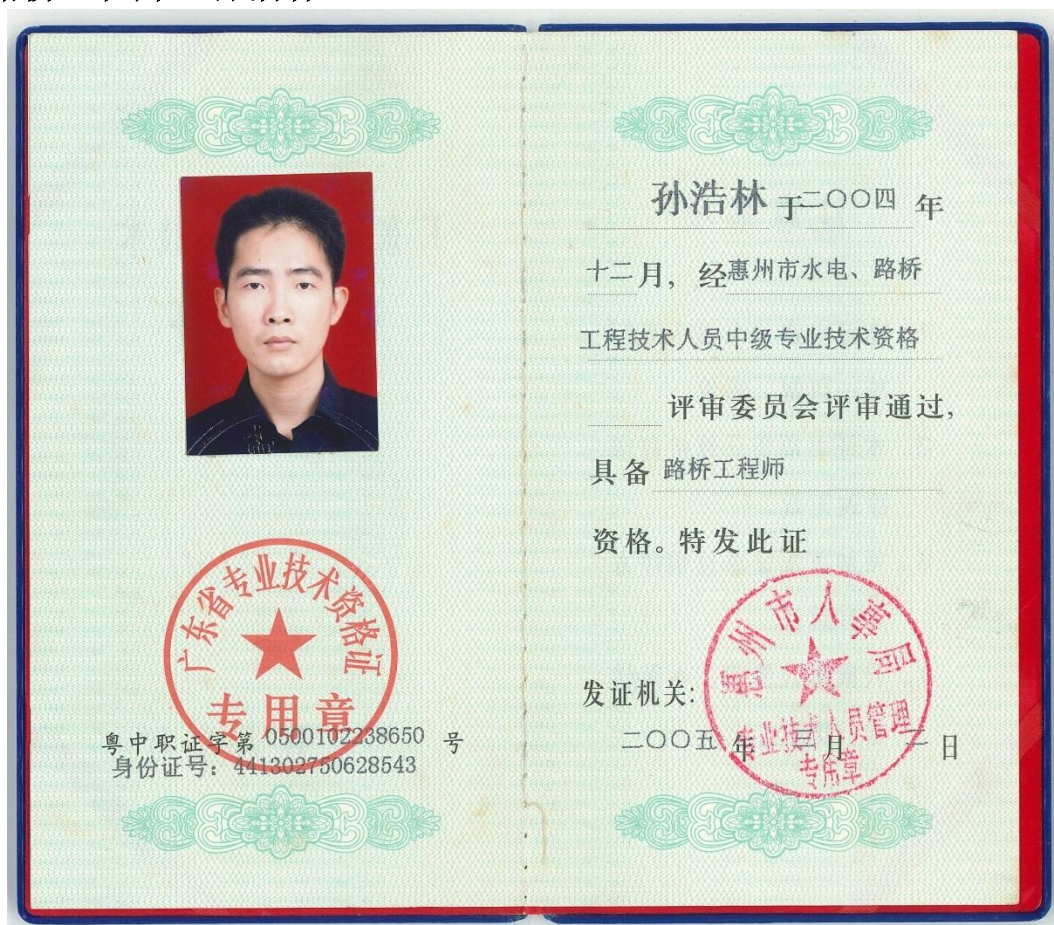 广东省专业技术资格证
专用章
粤中职证字第 0500102238650 号
身份证号：441302750628543
孙浩林 于二〇〇四 年
十二月，经惠州市水电、路桥
工程技术人员中级专业技术资格
评审委员会评审通过，
具备 路桥工程师
资格。特发此证
惠州市人事局
发证机关：
专业技术人员管理
专用章
二〇〇五 年 三 月 一 日